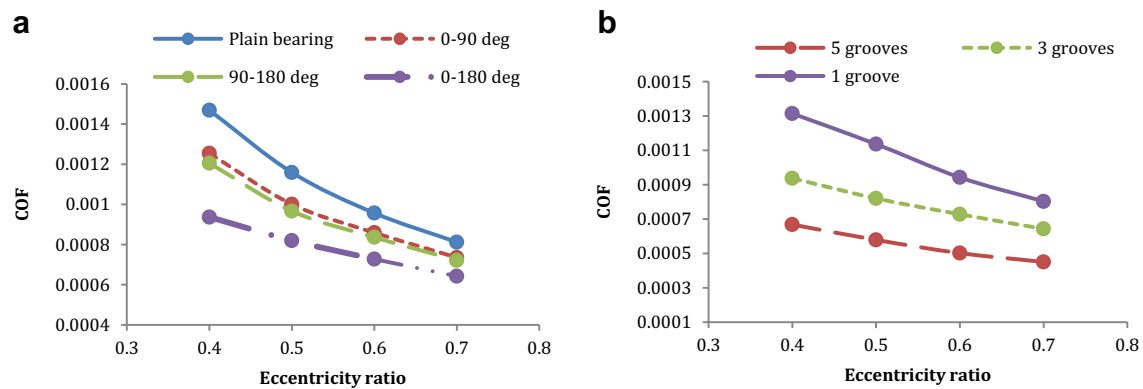 a
Plain bearing
0-90 deg
90-180 deg
0-180 deg
0.0016
0.0014
0.0012
0.001
0.0008
0.0006
0.0004
COF
0.3
0.4
0.5
0.6
0.7
0.8
Eccentricity ratio
b
5 grooves
3 grooves
1 groove
0.0015
0.0013
0.0011
0.0009
0.0007
0.0005
0.0003
0.0001
COF
0.3
0.4
0.5
0.6
0.7
0.8
Eccentricity ratio